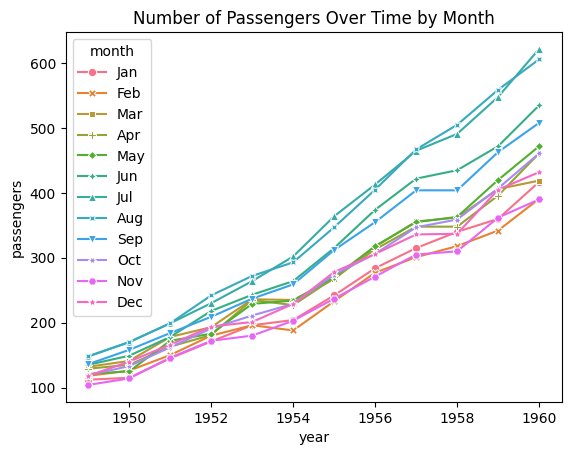 Number of Passengers Over Time by Month
month
Jan
Feb
Mar
Apr
May
Jun
Jul
Aug
Sep
Oct
Nov
Dec
passengers
600
500
400
300
200
100
1950 1952 1954 1956 1958 1960
year